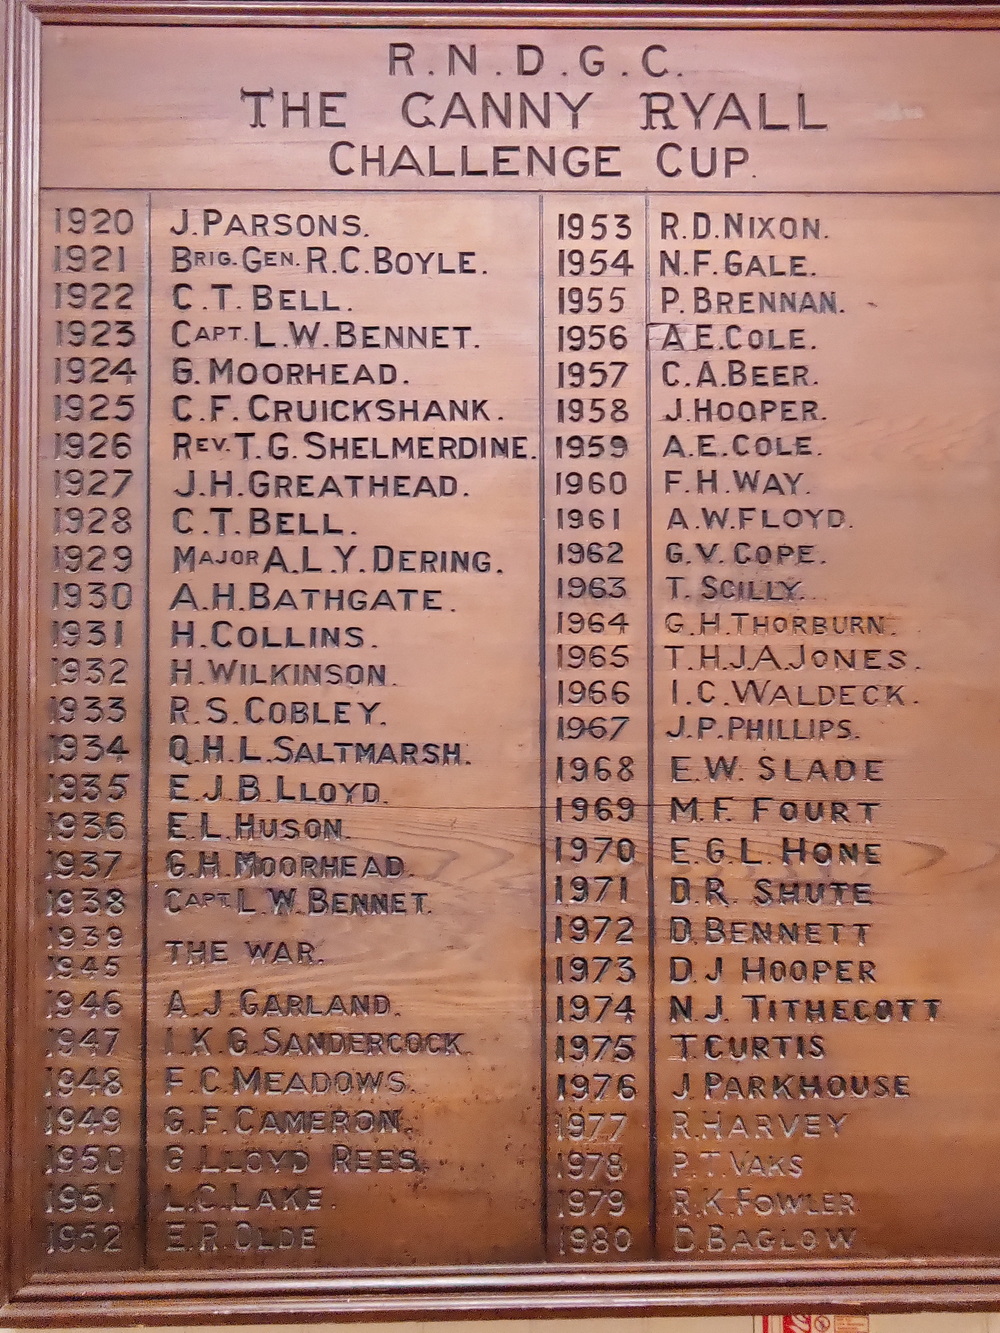 R.N.D.G.C.
THE CANNY RYALL
CHALLENGE CUP.
1920 J.PARSONS.
1921 BRIG.GEN.R.C.BOYLE.
1922 C.T.BELL.
1923 CAPT.L.W.BENNET.
1924 G.MOORHEAD.
1925 C.F.CRUICKSHANK.
1926 REV.T.G.SHELMERDINE.
1927 J.H.GREATHEAD.
1928 C.T.BELL.
1929 MAJOR A.L.Y.DERING.
1930 A.H.BATHGATE.
1931 H.COLLINS.
1932 H.WILKINSON.
1933 R.S.COBLEY.
1934 Q.H.L.SALTMARSH.
1935 E.J.B.LLOYD.
1936 E.L.HUSON.
1937 G.H.MOORHEAD.
1938 CAPT.L.W.BENNET.
1939
1945 THE WAR.
1946 A.J.GARLAND.
1947 I.K.G.SANDERCOCK.
1948 F.C.MEADOWS.
1949 G.F.CAMERON.
1950 G.LLOYD REES.
1951 L.C.LAKE.
1952 E.R.OLDE
1953 R.D.NIXON.
1954 N.F.GALE.
1955 P.BRENNAN.
1956 A.E.COLE.
1957 C.A.BEER.
1958 J.HOOPER.
1959 A.E.COLE.
1960 F.H.WAY.
1961 A.W.FLOYD.
1962 G.V.COPE.
1963 T.SCILLY.
1964 G.H.THORBURN.
1965 T.H.J.A.JONES.
1966 I.C.WALDECK.
1967 J.P.PHILLIPS.
1968 E.W.SLADE
1969 M.F. FOURT
1970 E.G.L.HONE
1971 D.R. SHUTE
1972 D.BENNETT
1973 D.J HOOPER
1974 N.J.TITHECOTT
1975 T.CURTIS
1976 J.PARKHOUSE
1977 R.HARVEY
1978 P.T.VAKS
1979 R.K.FOWLER
1980 D.BAGLOW